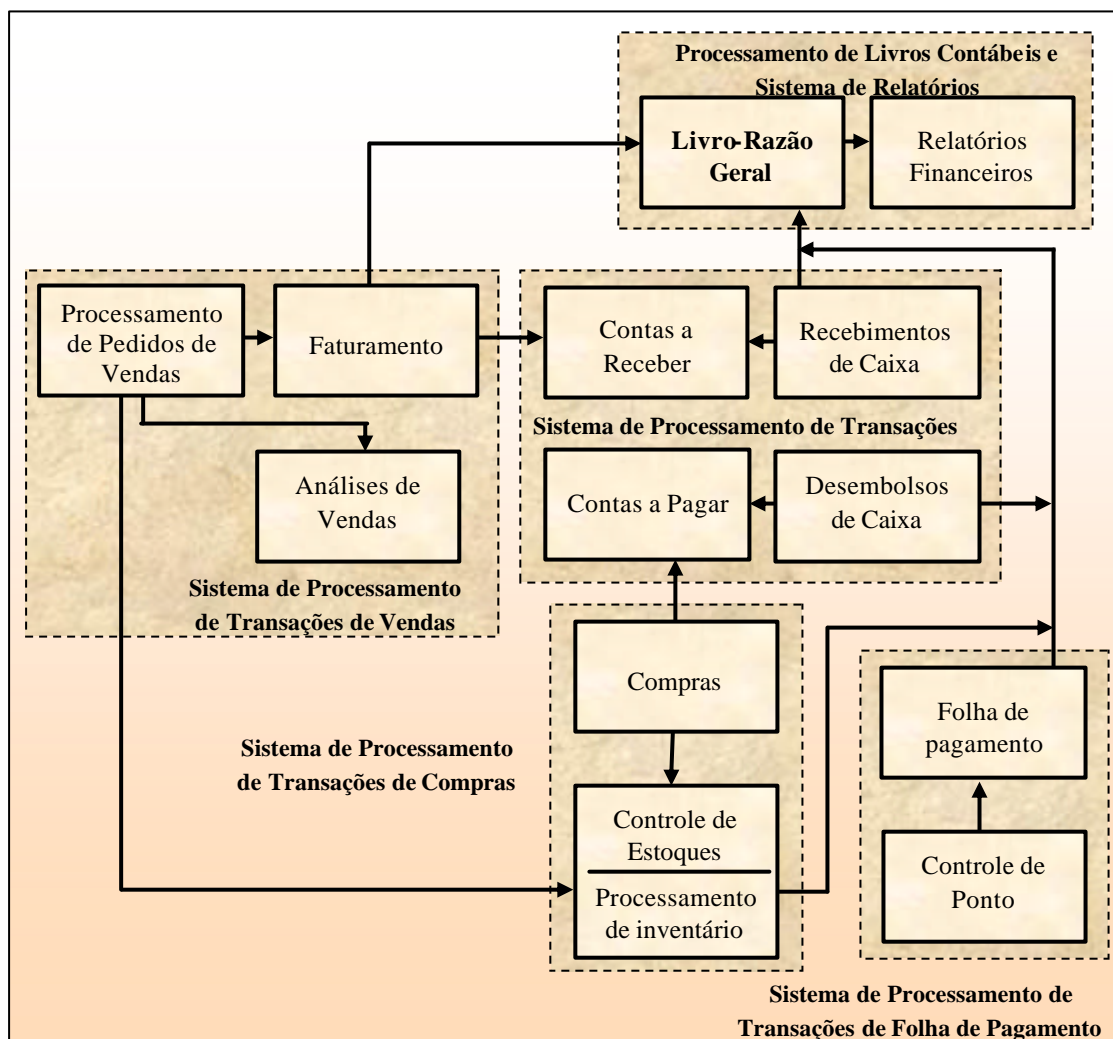 Processamento de Livros Contábeis e
Sistema de Relatórios
Livro-Razão
Geral
Relatórios
Financeiros
Processamento
de Pedidos de
Vendas
Faturamento
Contas a
Receber
Recebimentos
de Caixa
Sistema de Processamento de Transações
Análises de
Vendas
Contas a Pagar
Desembolsos
de Caixa
Sistema de Processamento
de Transações de Vendas
Compras
Folha de
pagamento
Sistema de Processamento
de Transações de Compras
Controle de
Estoques
Processamento
de inventário
Controle de
Ponto
Sistema de Processamento de
Transações de Folha de Pagamento